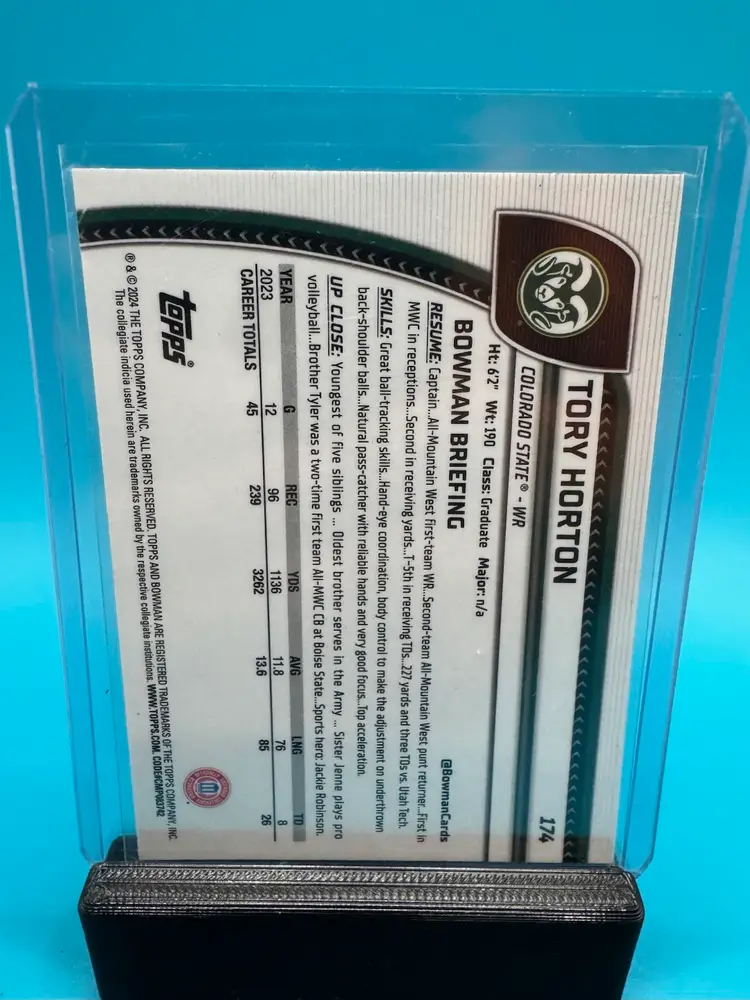 174
TORY HORTON
COLORADO STATE® - WR
Ht: 6'2" Wt: 190 Class: Graduate Major: n/a
BOWMAN BRIEFING
@BowmanCards
RESUME: Captain...All-Mountain West First-team WR...Second-team All-Mountain West punt returner...First in
MWC in receptions...Second in receiving yards...T-5th in receiving TDs...227 yards and three TDs vs. Utah Tech.
SKILLS: Great ball-tracking skills...Hand-eye coordination, body control to make the adjustment on underthrown
back-shoulder balls...Natural pass-catcher with reliable hands and very good focus...Top acceleration.
UP CLOSE: Youngest of five siblings ... Oldest brother serves in the Army ... Sister Jenne plays pro
volleyball...Brother Tyler was a two-time First team All-MWC CB at Boise State...Sports hero: Jackie Robinson.
YEAR G REC YDS AVG LNG TD
2023 12 96 1136 11.8 76 8
CAREER TOTALS 45 239 3262 13.6 85 26
topps®
® & © 2024 THE TOPPS COMPANY, INC. ALL RIGHTS RESERVED. TOPPS AND BOWMAN ARE REGISTERED TRADEMARKS OF THE TOPPS COMPANY, INC.
The collegiate indicia used herein are trademarks owned by the respective collegiate institutions. WWW.TOPPS.COM. CODE#CMP083742